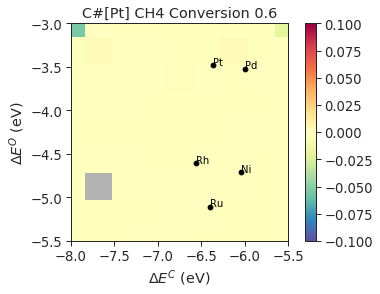 C#[Pt] CH4 Conversion 0.6
−3.0
−3.5
−4.0
−4.5
−5.0
−5.5
ΔE^O (eV)
Pt
Pd
Rh
Ni
Ru
−8.0 −7.5 −7.0 −6.5 −6.0 −5.5
ΔE^C (eV)
0.100
0.075
0.050
0.025
0.000
−0.025
−0.050
−0.075
−0.100